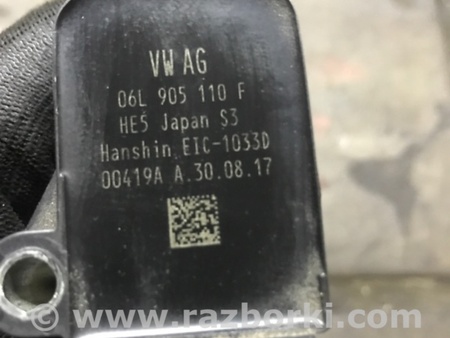 VW AG
06L 905 110 F
HE5 Japan S3
Hanshin EIC-1033D
00419A A.30.08.17
© www.razborki.com